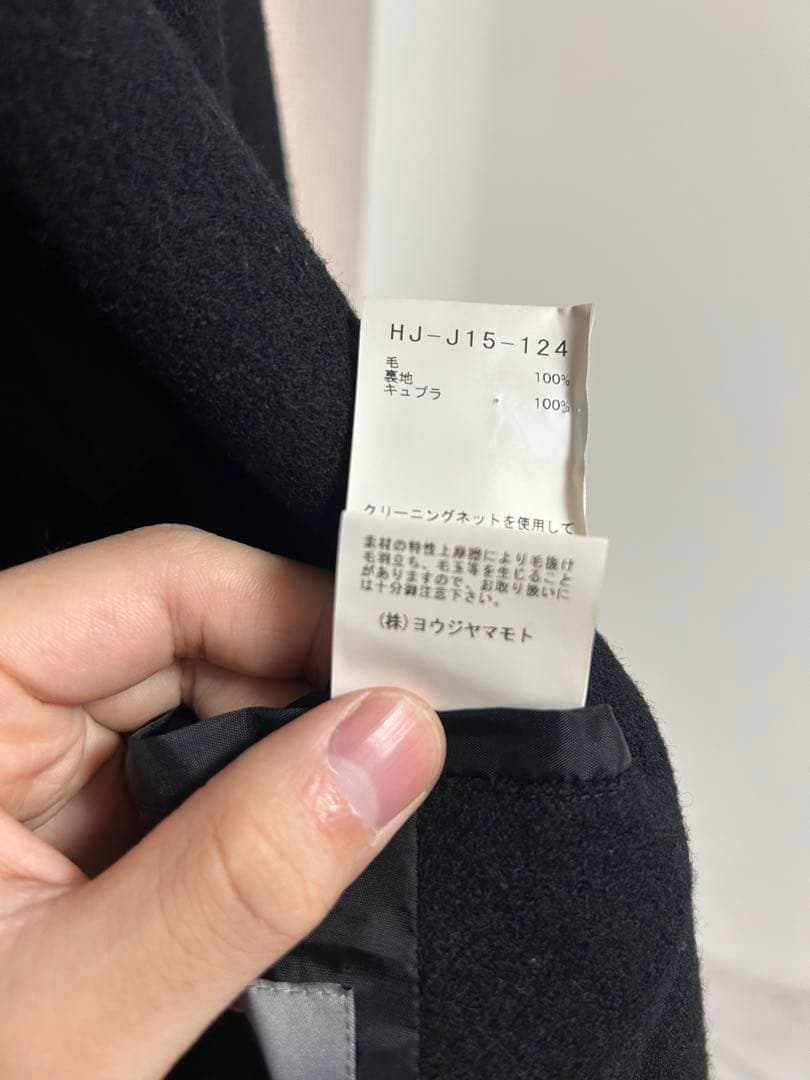 HJ-J15-124
毛 100%
裏地
キュプラ 100%
クリーニングネットを使用して
素材の特性上摩擦により毛抜け
毛羽立ち、毛玉等を生じること
がありますので、お取り扱いに
は十分御注意下さい。
(株)ヨウジヤマモト